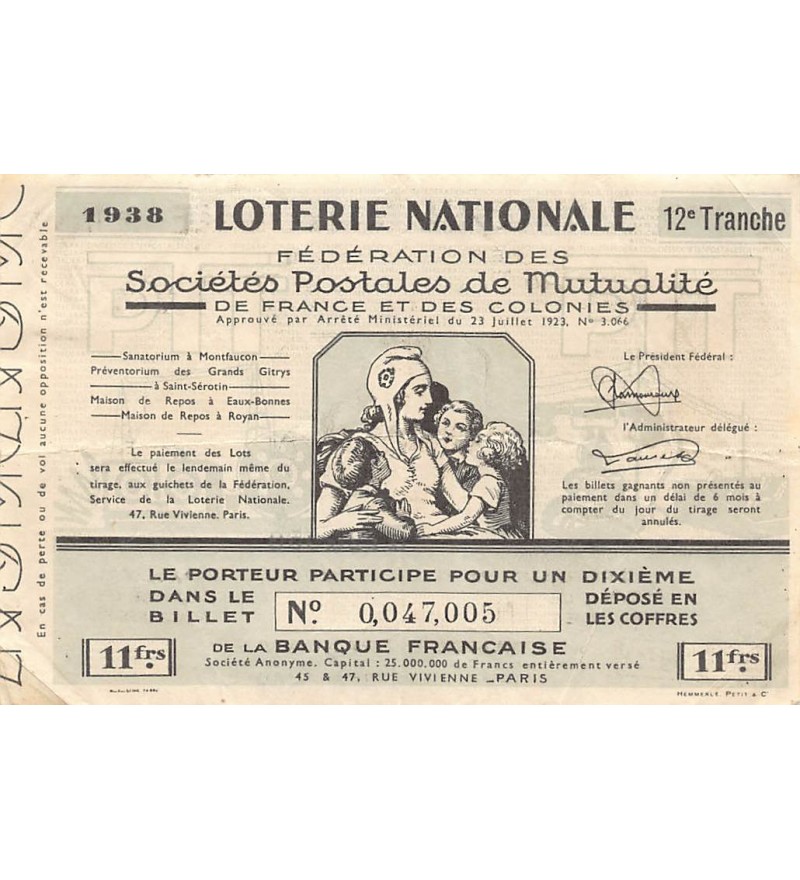 1938
LOTERIE NATIONALE
12e Tranche
FÉDÉRATION DES
Sociétés Postales de Mutualité
DE FRANCE ET DES COLONIES
Approuvé par Arrêté Ministériel du 23 Juillet 1923, No 3.066
Sanatorium à Montfaucon
Préventorium des Grands Gitrys
à Saint-Sérotin
Maison de Repos à Eaux-Bonnes
Maison de Repos à Royan
Le paiement des Lots
sera effectué le lendemain même du
tirage, aux guichets de la Fédération,
Service de la Loterie Nationale.
47, Rue Vivienne. Paris.
Le Président Fédéral :
l'Administrateur délégué :
Les billets gagnants non présentés au
paiement dans un délai de 6 mois à
compter du jour du tirage seront
annulés.
En cas de perte ou de vol aucune opposition n'est recevable
LE PORTEUR PARTICIPE POUR UN DIXIÈME
DANS LE
BILLET
No. 0,047,005
DÉPOSÉ EN
LES COFFRES
DE LA BANQUE FRANCAISE
Société Anonyme. Capital : 25.000.000 de Francs entièrement versé
45 & 47, RUE VIVIENNE _PARIS
11frs.
11frs.
HEMMERLÉ, PETIT & Cie